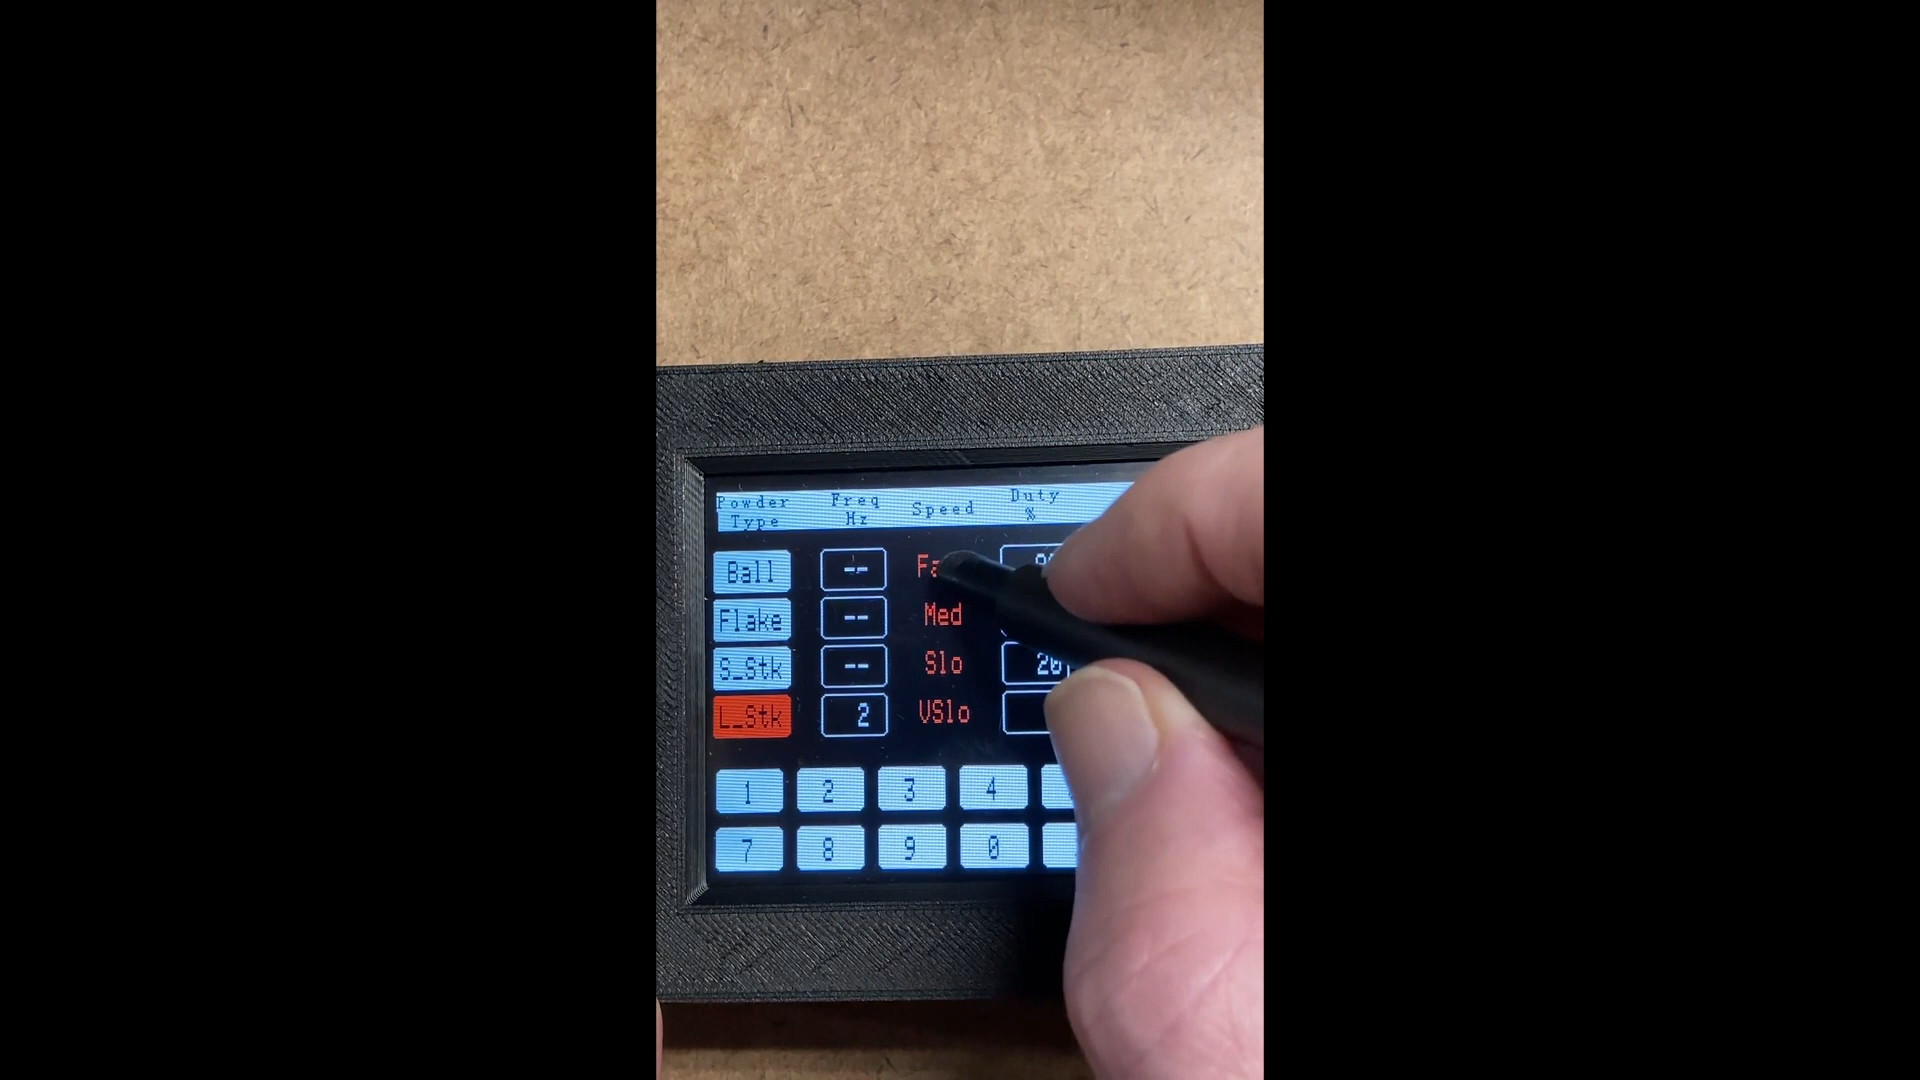 Powder Freq Speed Duty
Type Hz %
Ball --
Flake -- Med
S_Stk -- Slo 20
L_Stk 2 VSlo
1 2 3 4
7 8 9 0